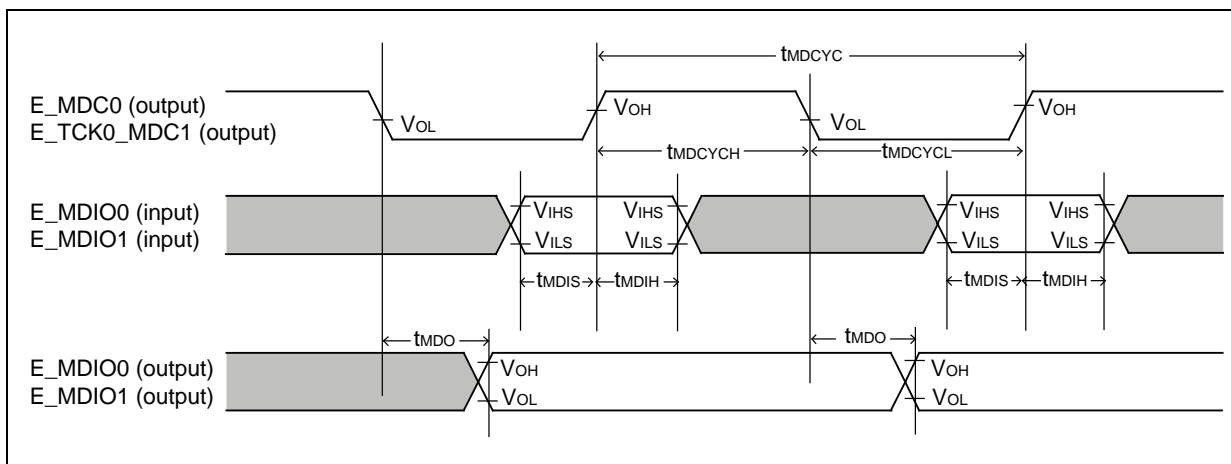 tMDCYC
E_MDC0 (output)
E_TCK0_MDC1 (output)
VOL
VOH
VOL
VOH
tMDCYCH
tMDCYCL
E_MDIO0 (input)
E_MDIO1 (input)
VIHS
VIHS
VIHS
VIHS
VILS
VILS
VILS
VILS
tMDIS
tMDIH
tMDIS
tMDIH
tMDO
tMDO
E_MDIO0 (output)
E_MDIO1 (output)
VOH
VOL
VOH
VOL